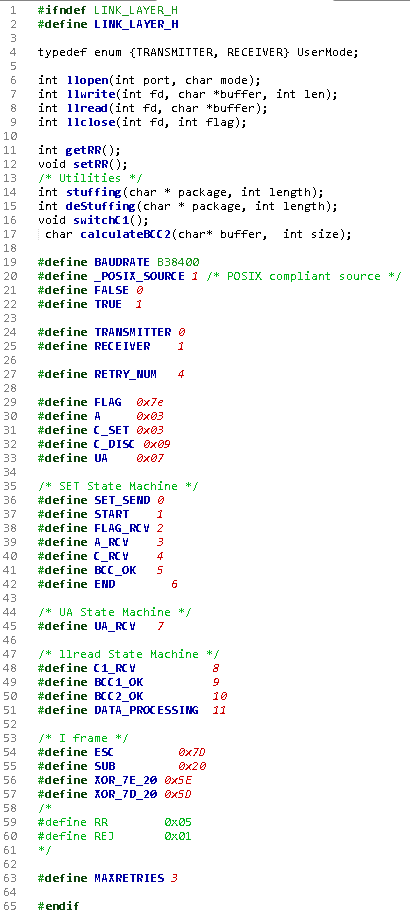 1 #ifndef LINK_LAYER_H
2 #define LINK_LAYER_H
3
4 typedef enum {TRANSMITTER, RECEIVER} UserMode;
5
6 int llopen(int port, char mode);
7 int llwrite(int fd, char *buffer, int len);
8 int llread(int fd, char *buffer);
9 int llclose(int fd, int flag);
10
11 int getRR();
12 void setRR();
13 /* Utilities */
14 int stuffing(char * package, int length);
15 int deStuffing(char * package, int length);
16 void switchC1();
17 char calculateBCC2(char* buffer,  int size);
18
19 #define BAUDRATE B38400
20 #define _POSIX_SOURCE 1 /* POSIX compliant source */
21 #define FALSE 0
22 #define TRUE  1
23
24 #define TRANSMITTER 0
25 #define RECEIVER    1
26
27 #define RETRY_NUM   4
28
29 #define FLAG  0x7e
30 #define A     0x03
31 #define C_SET 0x03
32 #define C_DISC 0x09
33 #define UA    0x07
34
35 /* SET State Machine */
36 #define SET_SEND 0
37 #define START    1
38 #define FLAG_RCV 2
39 #define A_RCV    3
40 #define C_RCV    4
41 #define BCC_OK   5
42 #define END        6
43
44 /* UA State Machine */
45 #define UA_RCV   7
46
47 /* llread State Machine */
48 #define C1_RCV           8
49 #define BCC1_OK          9
50 #define BCC2_OK          10
51 #define DATA_PROCESSING  11
52
53 /* I frame */
54 #define ESC         0x7D
55 #define SUB         0x20
56 #define XOR_7E_20 0x5E
57 #define XOR_7D_20 0x5D
58 /*
59 #define RR        0x05
60 #define REJ       0x01
61 */
62
63 #define MAXRETRIES 3
64
65 #endif